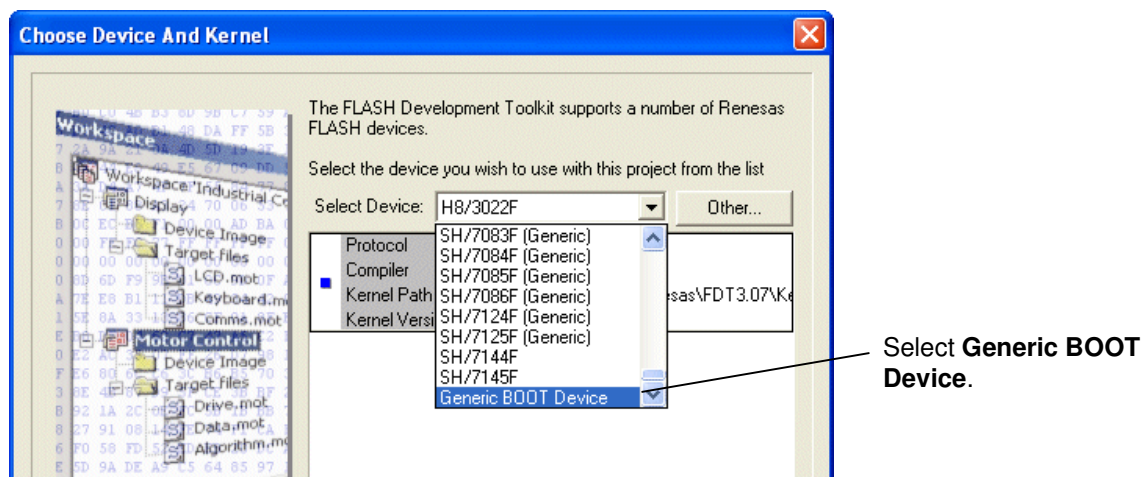 Choose Device And Kernel
The FLASH Development Toolkit supports a number of Renesas
FLASH devices.
Select the device you wish to use with this project from the list
Select Device: H8/3022F Other...
Protocol
Compiler
Kernel Path
Kernel Versi
sas\FDT3.07\Ke
SH/7083F (Generic)
SH/7084F (Generic)
SH/7085F (Generic)
SH/7086F (Generic)
SH/7124F (Generic)
SH/7125F (Generic)
SH/7144F
SH/7145F
Generic BOOT Device
Select Generic BOOT
Device.
Workspace
Workspace 'Industrial Co
Display
Device Image
Target files
LCD.mot
Keyboard.m
Comms.mot
Motor Control
Device Image
Target Files
Drive.mot
Data.mot
Algorithm.mo